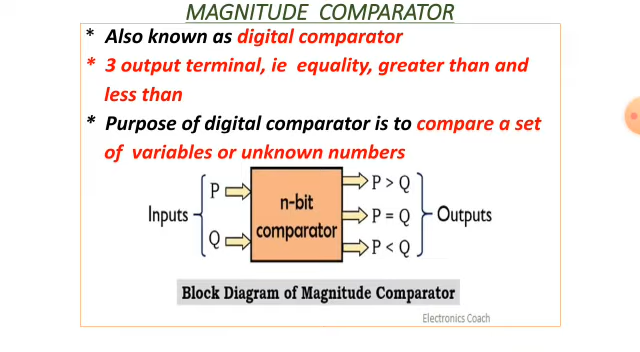 MAGNITUDE COMPARATOR
* Also known as digital comparator
* 3 output terminal, ie equality, greater than and
less than
* Purpose of digital comparator is to compare a set
of variables or unknown numbers
Inputs
P
Q
n-bit
comparator
P > Q
P = Q
P < Q
Outputs
Block Diagram of Magnitude Comparator
Electronics Coach